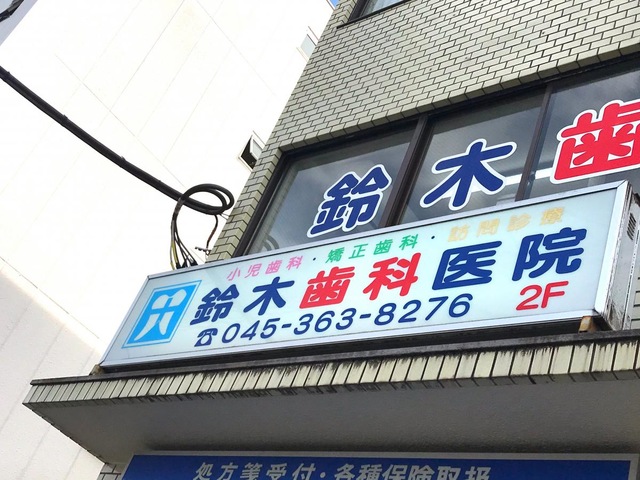 鈴木歯
小児歯科・矯正歯科・訪問診療
鈴木歯科医院
☎045-363-8276 2F
処方箋受付・各種保険取扱